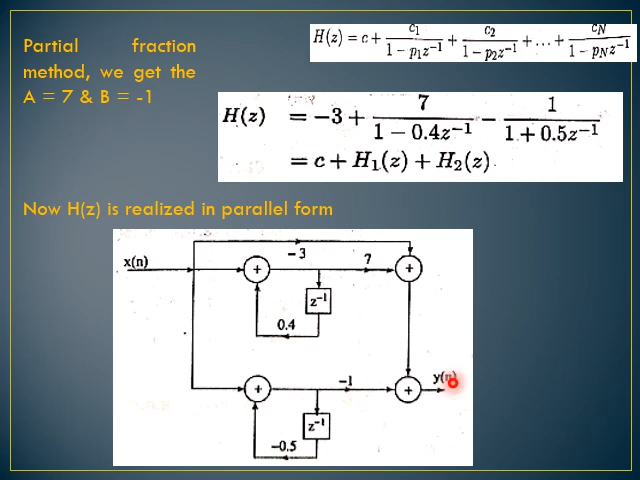 Partial fraction
method, we get the
A = 7 & B = -1
H(z) = c + c₁/(1 − p₁z⁻¹) + c₂/(1 − p₂z⁻¹) + … + c_N/(1 − p_N z⁻¹)
H(z) = −3 + 7/(1 − 0.4z⁻¹) − 1/(1 + 0.5z⁻¹)
= c + H₁(z) + H₂(z).
Now H(z) is realized in parallel form
− 3
x(n) + 7 +
z⁻¹
0.4
+ −1 + y(n)
z⁻¹
−0.5